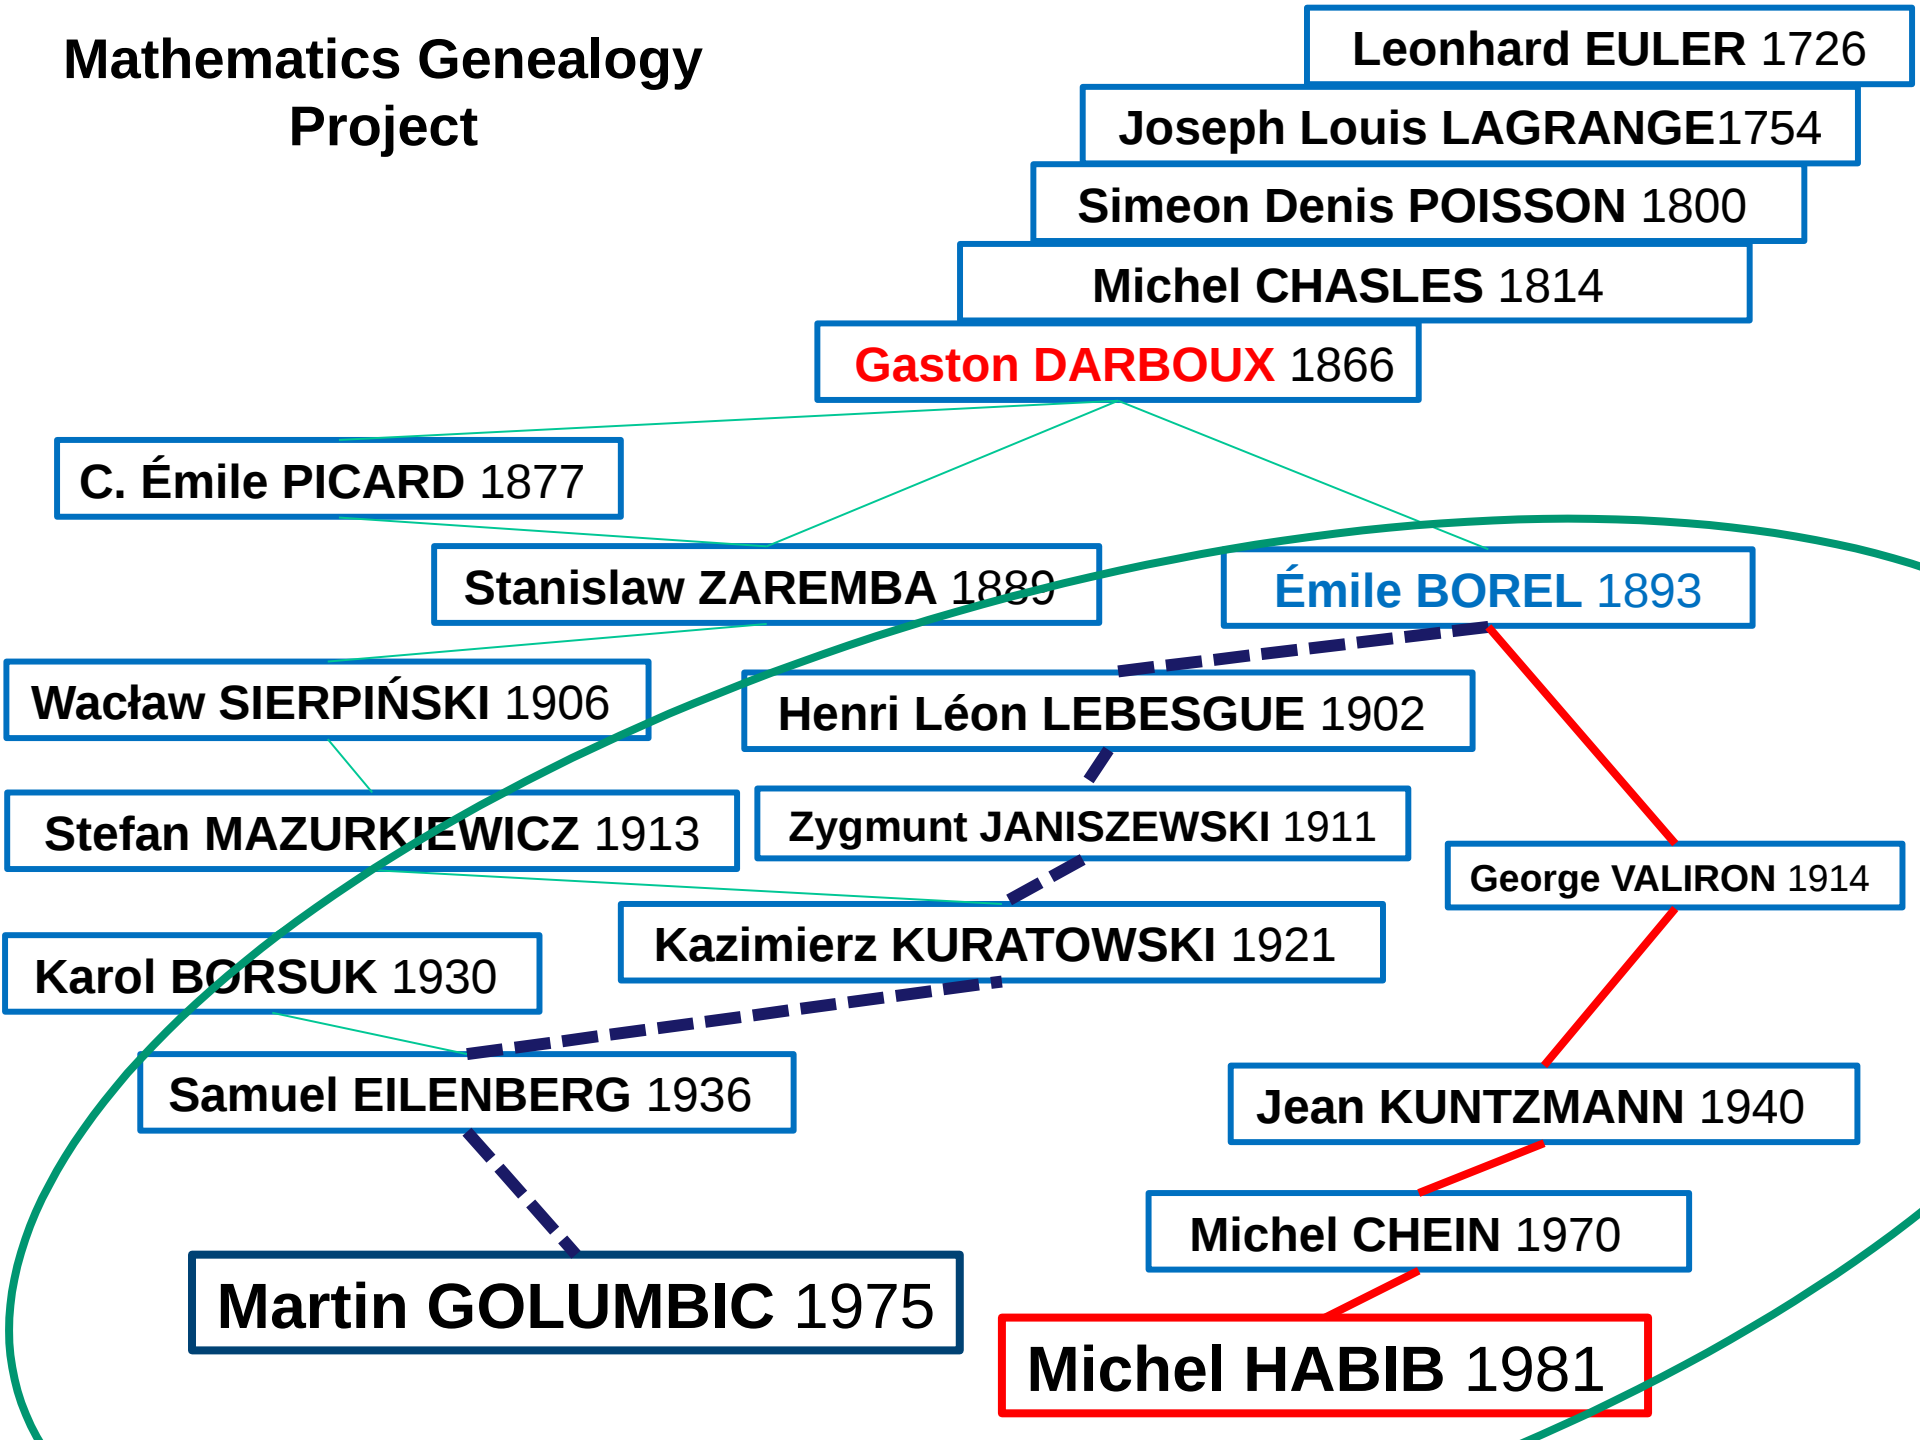 Mathematics Genealogy
Project
Leonhard EULER 1726
Joseph Louis LAGRANGE1754
Simeon Denis POISSON 1800
Michel CHASLES 1814
Gaston DARBOUX 1866
C. Émile PICARD 1877
Stanislaw ZAREMBA 1889
Émile BOREL 1893
Wacław SIERPIŃSKI 1906
Henri Léon LEBESGUE 1902
Stefan MAZURKIEWICZ 1913
Zygmunt JANISZEWSKI 1911
George VALIRON 1914
Kazimierz KURATOWSKI 1921
Karol BORSUK 1930
Samuel EILENBERG 1936
Jean KUNTZMANN 1940
Michel CHEIN 1970
Martin GOLUMBIC 1975
Michel HABIB 1981